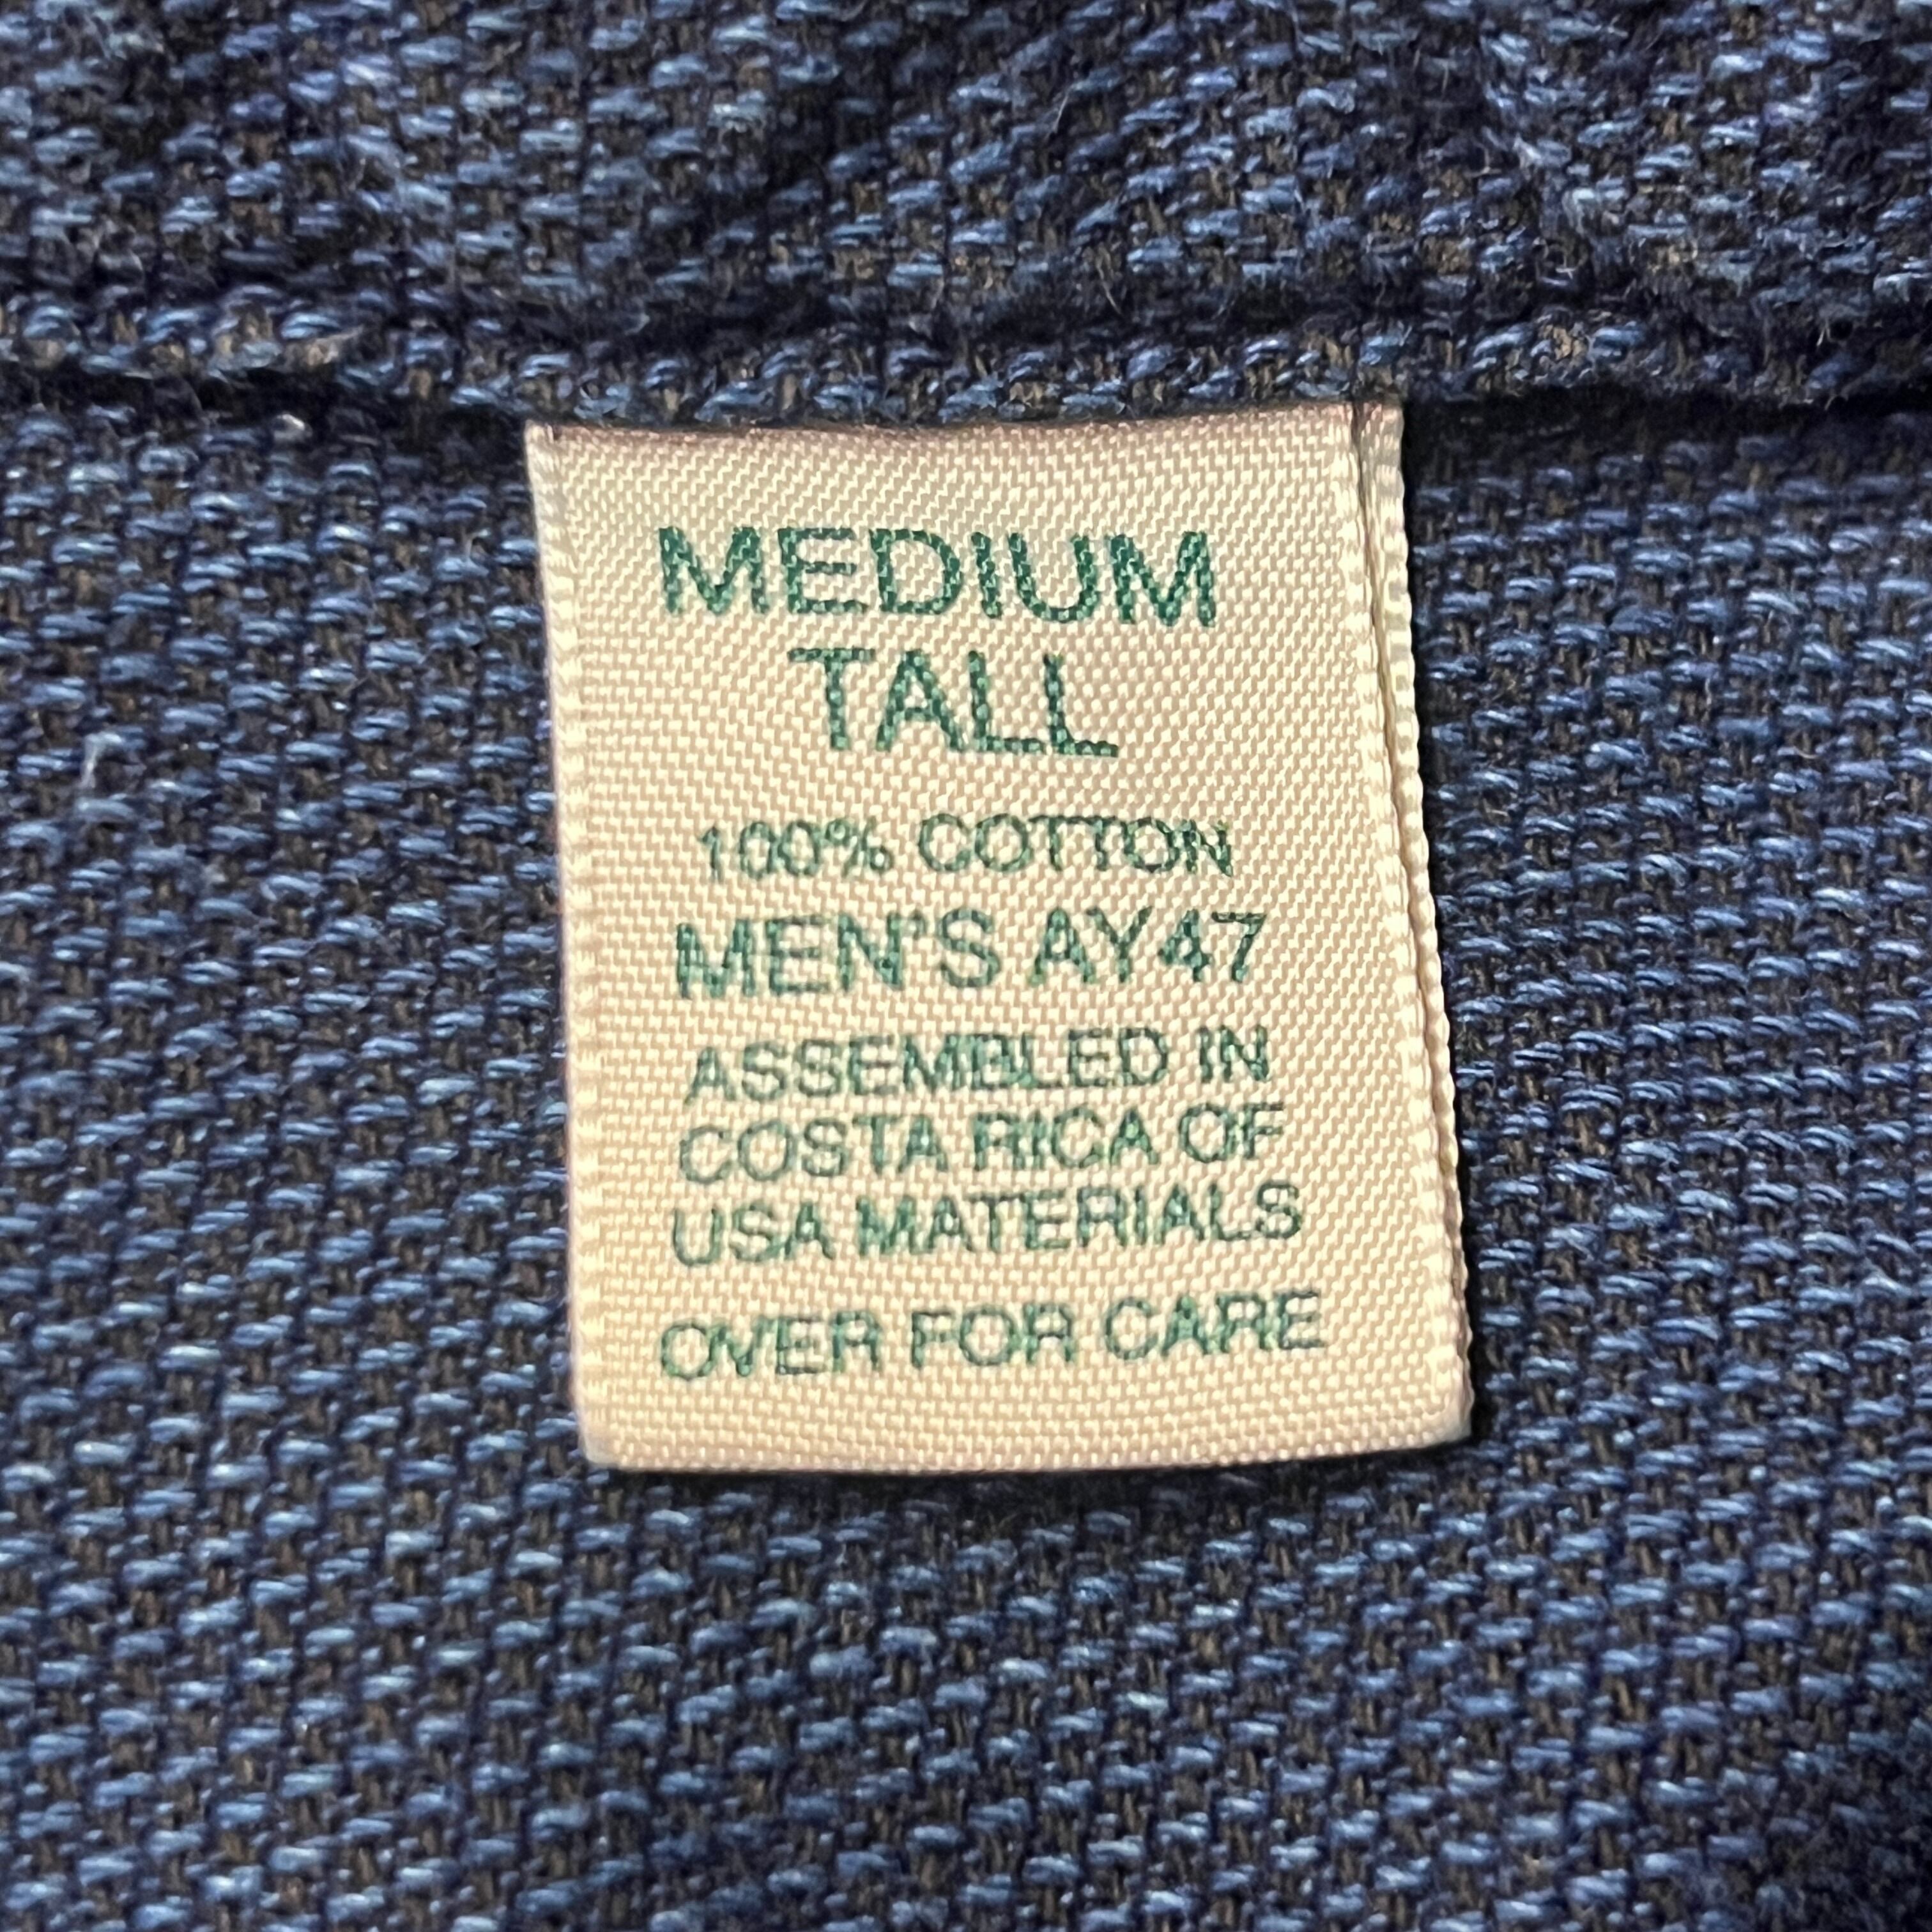 MEDIUM
TALL
100% COTTON
MEN'S AY47
ASSEMBLED IN
COSTA RICA OF
USA MATERIALS
OVER FOR CARE